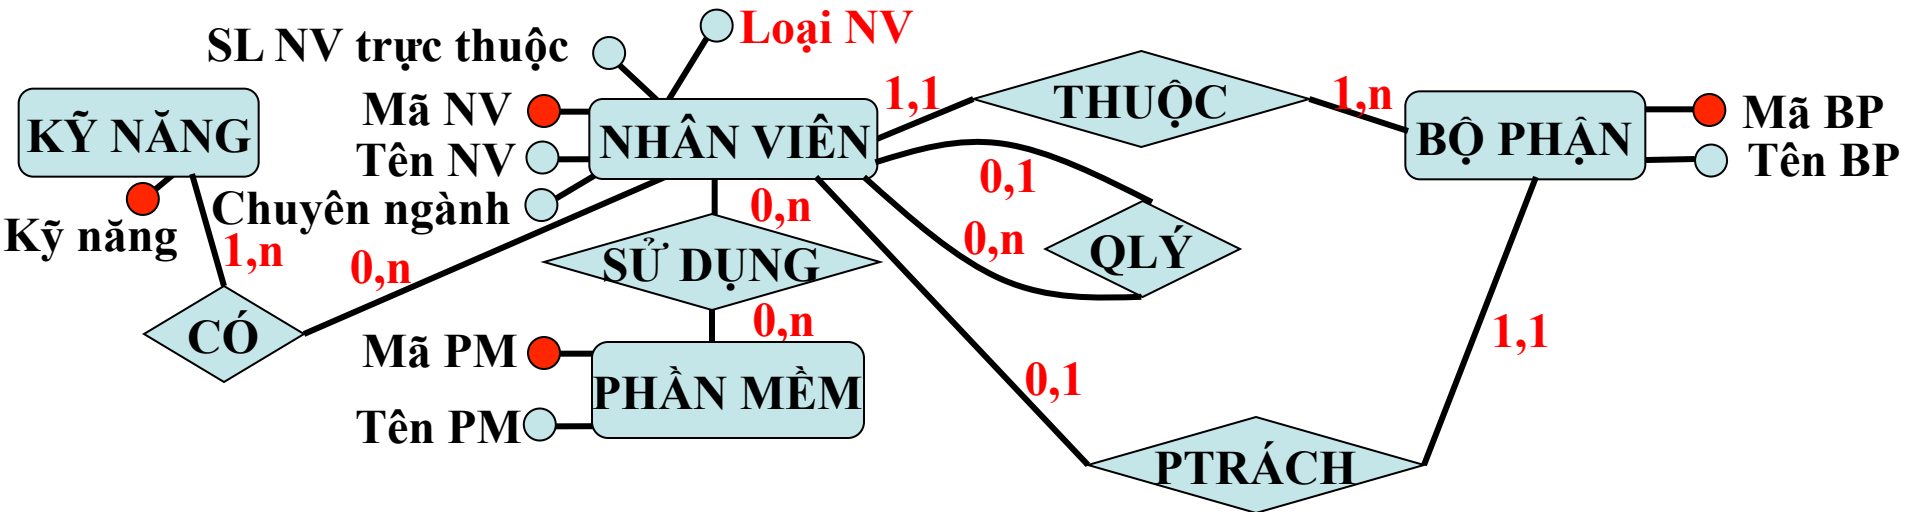 SL NV trực thuộc
Loại NV
Mã NV
Tên NV
Chuyên ngành
KỸ NĂNG
Kỹ năng
NHÂN VIÊN
1,1
THUỘC
1,n
BỘ PHẬN
Mã BP
Tên BP
0,1
0,n
QLÝ
1,n
0,n
CÓ
0,n
SỬ DỤNG
0,n
Mã PM
Tên PM
PHẦN MỀM
0,1
1,1
PTRÁCH